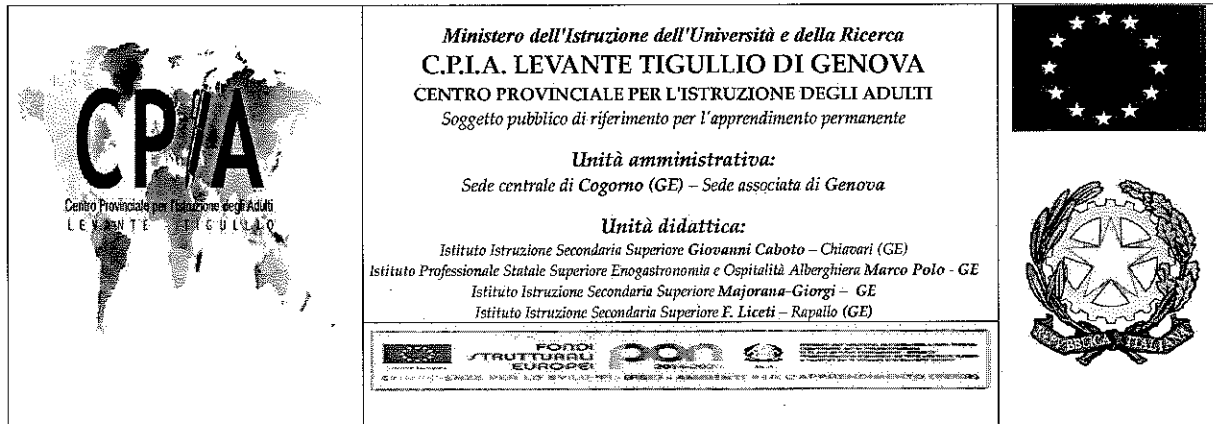 CPIA
Centro Provinciale per l'Istruzione degli Adulti
LEVANTE TIGULLIO
Ministero dell'Istruzione dell'Università e della Ricerca
C.P.I.A. LEVANTE TIGULLIO DI GENOVA
CENTRO PROVINCIALE PER L'ISTRUZIONE DEGLI ADULTI
Soggetto pubblico di riferimento per l'apprendimento permanente
Unità amministrativa:
Sede centrale di Cogorno (GE) – Sede associata di Genova
Unità didattica:
Istituto Istruzione Secondaria Superiore Giovanni Caboto – Chiavari (GE)
Istituto Professionale Statale Superiore Enogastronomia e Ospitalità Alberghiera Marco Polo - GE
Istituto Istruzione Secondaria Superiore Majorana-Giorgi – GE
Istituto Istruzione Secondaria Superiore F. Liceti – Rapallo (GE)
FONDI
STRUTTURALI
EUROPEI
pon
2014-2020
REPUBBLICA ITALIANA